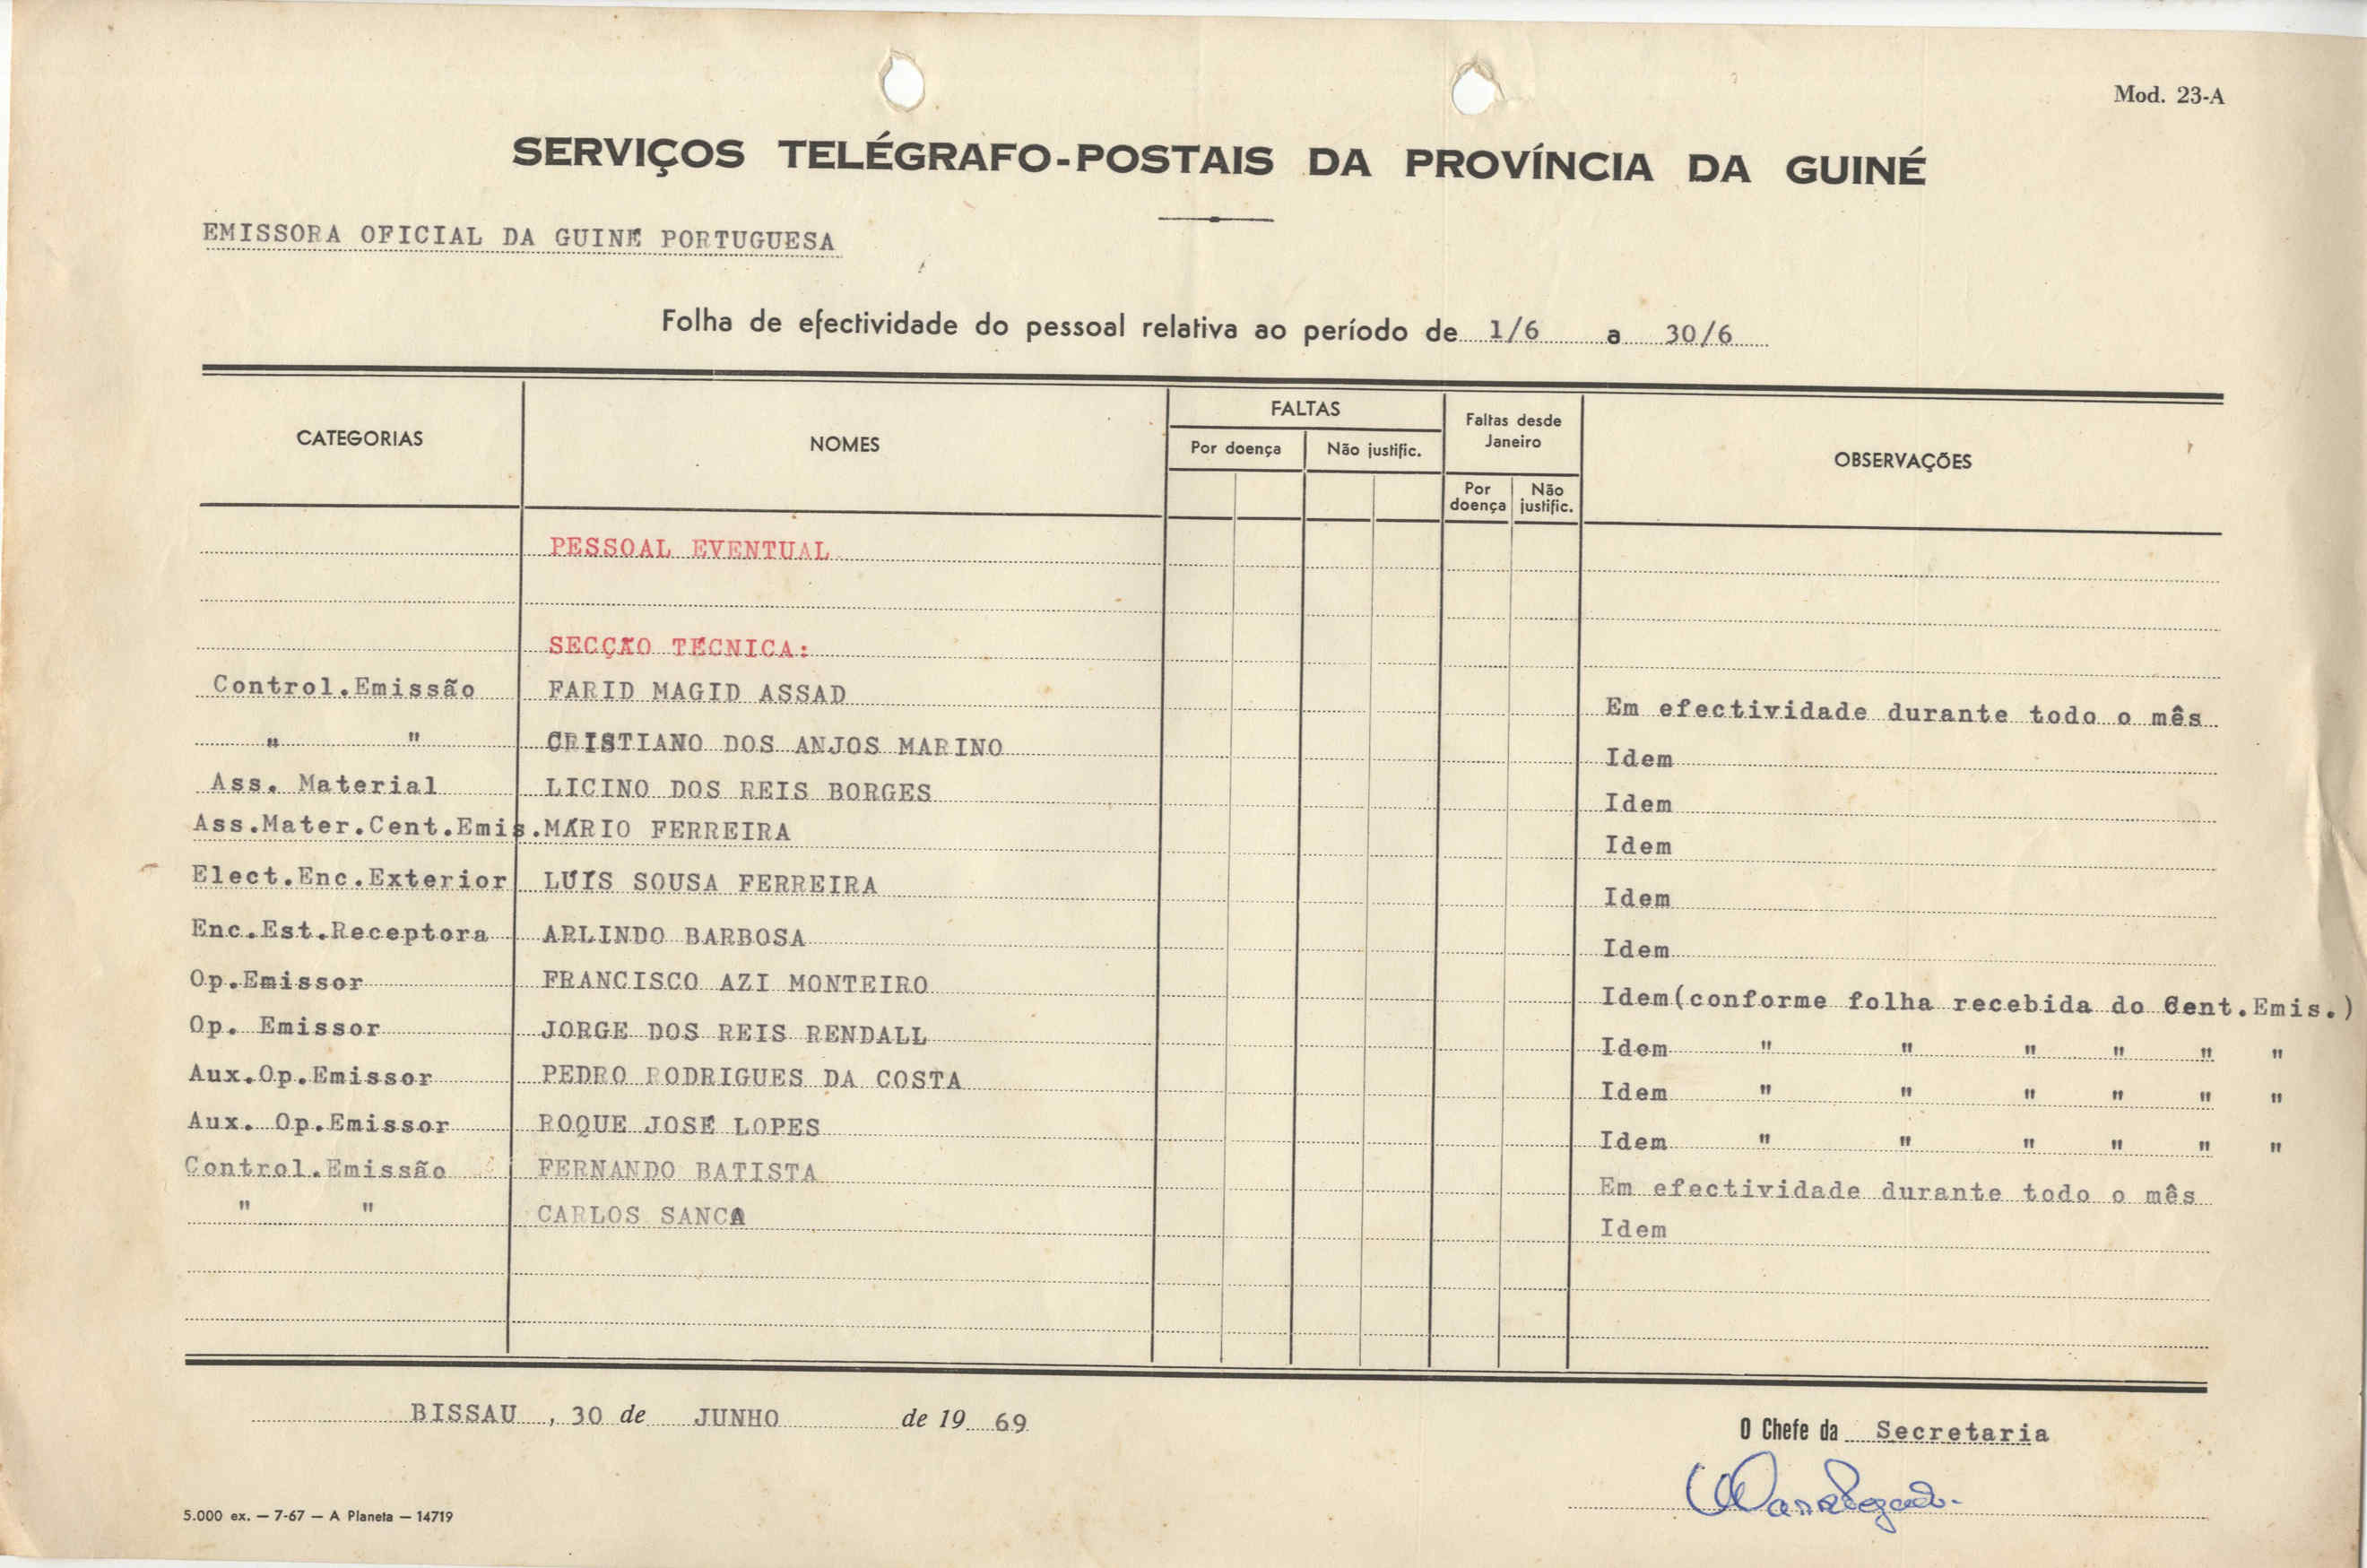 Mod. 23-A
SERVIÇOS TELÉGRAFO-POSTAIS DA PROVÍNCIA DA GUINÉ
EMISSORA OFICIAL DA GUINÉ PORTUGUESA
Folha de efectividade do pessoal relativa ao período de 1/6 a 30/6
CATEGORIAS NOMES FALTAS Faltas desde Janeiro OBSERVAÇÕES
Por doença Não justific. Por doença Não justific.
PESSOAL EVENTUAL
SECÇÃO TÉCNICA:
Control.Emissão FARID MAGID ASSAD Em efectividade durante todo o mês
" " CRISTIANO DOS ANJOS MARINO Idem
Ass. Material LICINO DOS REIS BORGES Idem
Ass.Mater.Cent.Emis. MÁRIO FERREIRA Idem
Elect.Enc.Exterior LUÍS SOUSA FERREIRA Idem
Enc.Est.Receptora ARLINDO BARBOSA Idem
Op.Emissor FRANCISCO AZI MONTEIRO Idem(conforme folha recebida do Cent.Emis.)
Op. Emissor JORGE DOS REIS RENDALL Idem " " " " " "
Aux.Op.Emissor PEDRO RODRIGUES DA COSTA Idem " " " " " "
Aux. Op.Emissor ROQUE JOSÉ LOPES Idem " " " " " "
Control.Emissão FERNANDO BATISTA Em efectividade durante todo o mês
" " CARLOS SANCA Idem
BISSAU, 30 de JUNHO de 19 69
O Chefe da Secretaria
5.000 ex. — 7-67 — A Planeta — 14719